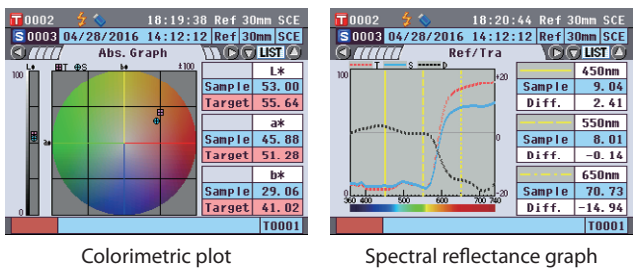 T 0002 18:19:38 Ref 30mm SCE
S 0003 04/28/2016 14:12:12 Ref 30mm SCE
Abs. Graph LIST
L* T S b* ±100
100
a*
0
L*
Sample 53.00
Target 55.64
a*
Sample 45.88
Target 51.28
b*
Sample 29.06
Target 41.02
T0001
Colorimetric plot
T 0002 18:20:44 Ref 30mm SCE
S 0003 04/28/2016 14:12:12 Ref 30mm SCE
Ref/Tra LIST
T S D
100 +20
0
0 -20
360 400 500 600 700 740
450nm
Sample 9.04
Diff. 2.41
550nm
Sample 8.01
Diff. -0.14
650nm
Sample 70.73
Diff. -14.94
T0001
Spectral reflectance graph